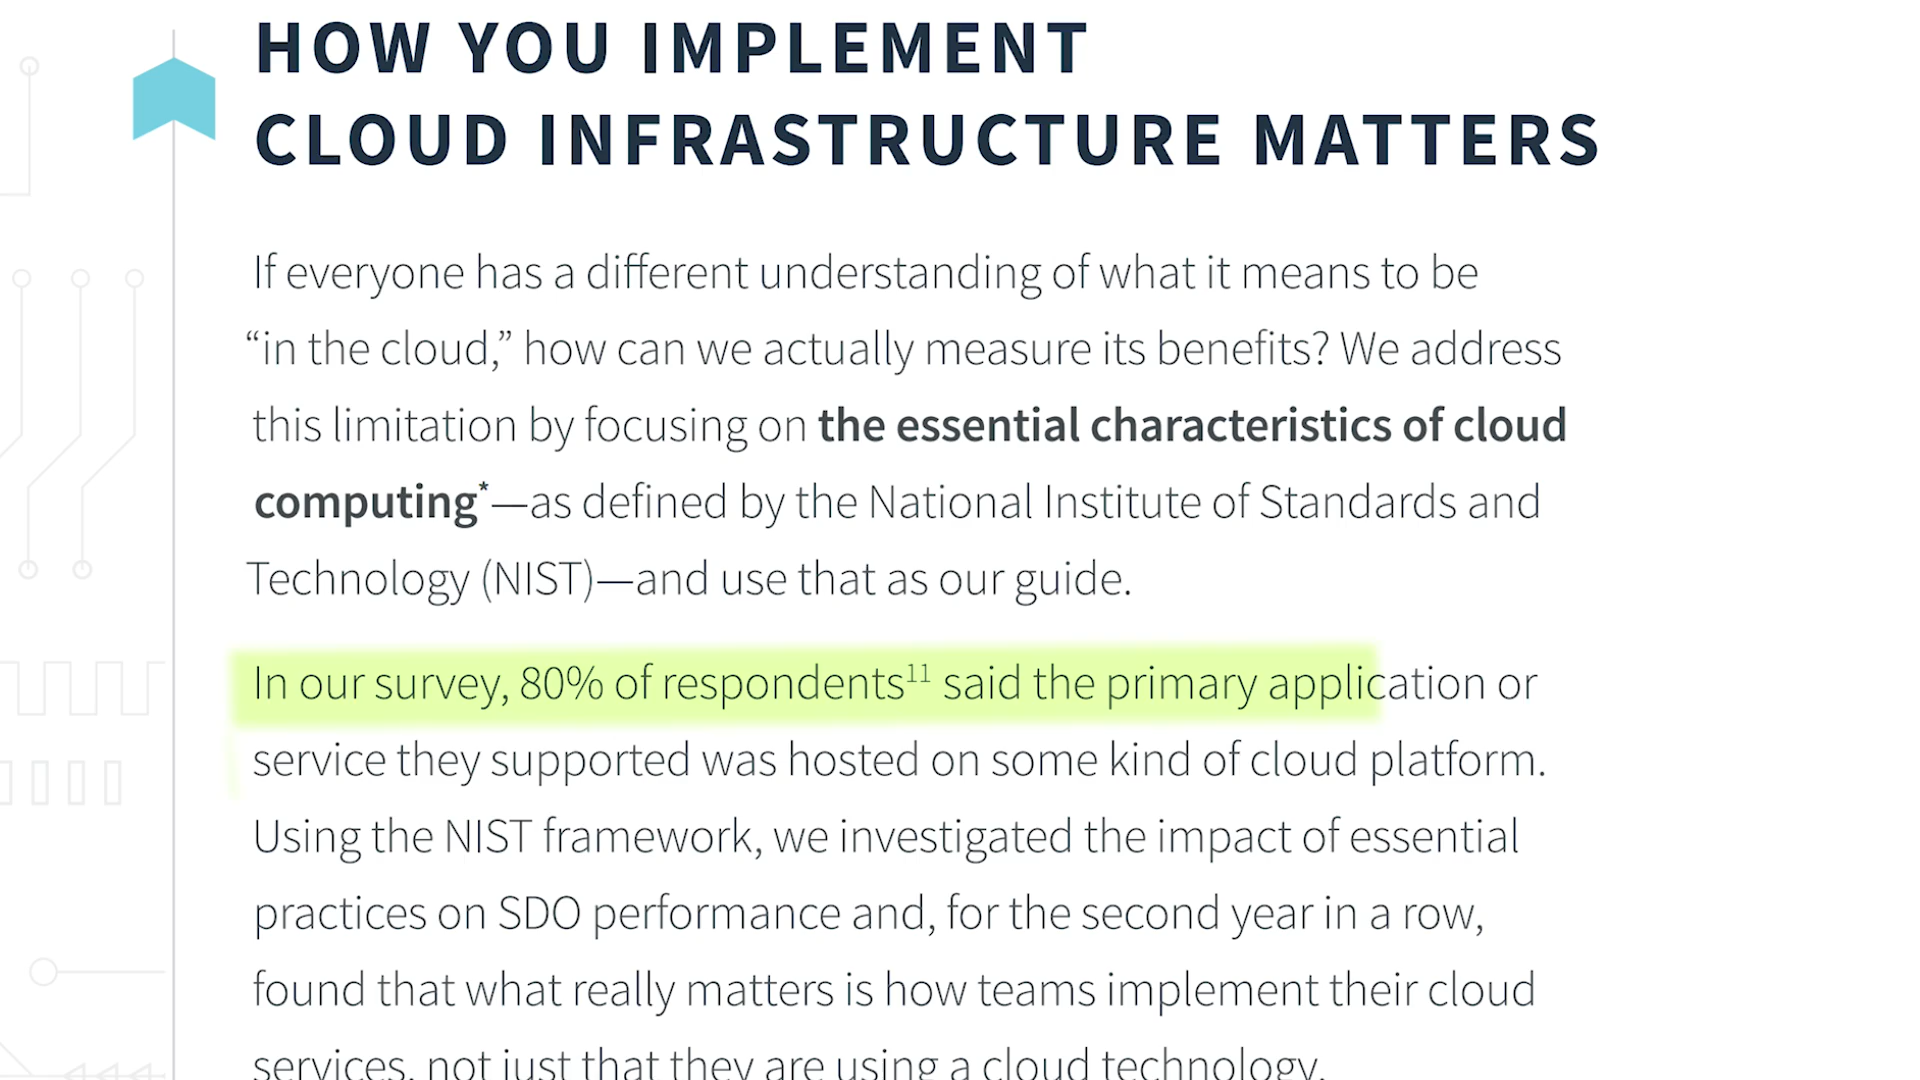 HOW YOU IMPLEMENT
CLOUD INFRASTRUCTURE MATTERS
If everyone has a different understanding of what it means to be
“in the cloud,” how can we actually measure its benefits? We address
this limitation by focusing on the essential characteristics of cloud
computing*—as defined by the National Institute of Standards and
Technology (NIST)—and use that as our guide.
In our survey, 80% of respondents¹¹ said the primary application or
service they supported was hosted on some kind of cloud platform.
Using the NIST framework, we investigated the impact of essential
practices on SDO performance and, for the second year in a row,
found that what really matters is how teams implement their cloud
services, not just that they are using a cloud technology.